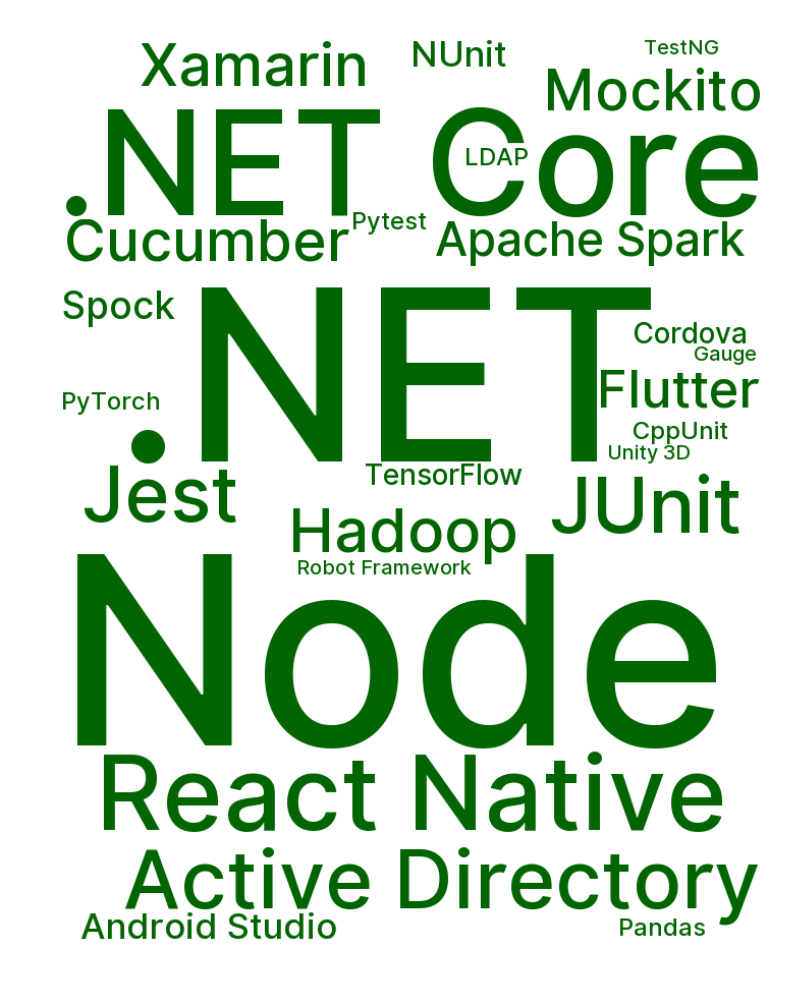 Xamarin
NUnit
TestNG
Mockito
.NET Core
LDAP
Pytest
Cucumber
Apache Spark
Spock
.NET
Cordova
Gauge
Flutter
PyTorch
CppUnit
Unity 3D
Jest
TensorFlow
JUnit
Hadoop
Robot Framework
Node
React Native
Active Directory
Android Studio
Pandas